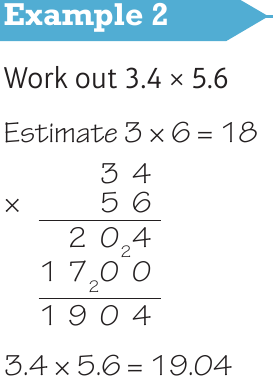 Example 2
Work out 3.4 × 5.6
Estimate 3 × 6 = 18
3 4
× 5 6
2 0 2 4
1 7 2 0 0
1 9 0 4
3.4 × 5.6 = 19.04